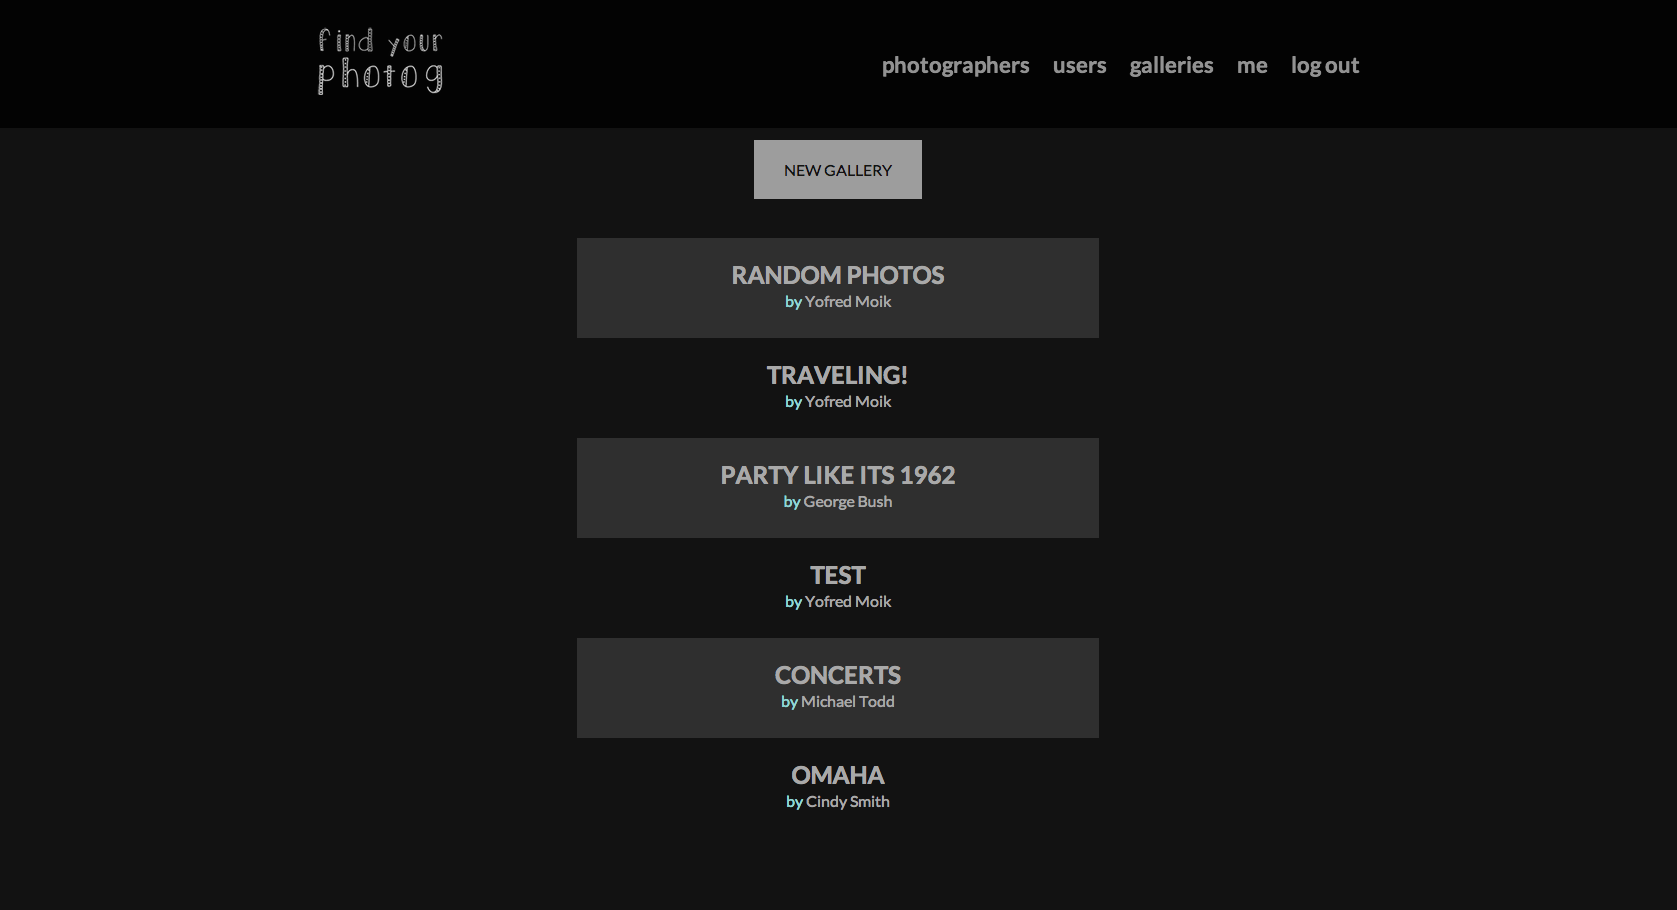 find your
photog
photographers users galleries me log out
NEW GALLERY
RANDOM PHOTOS
by Yofred Moik
TRAVELING!
by Yofred Moik
PARTY LIKE ITS 1962
by George Bush
TEST
by Yofred Moik
CONCERTS
by Michael Todd
OMAHA
by Cindy Smith